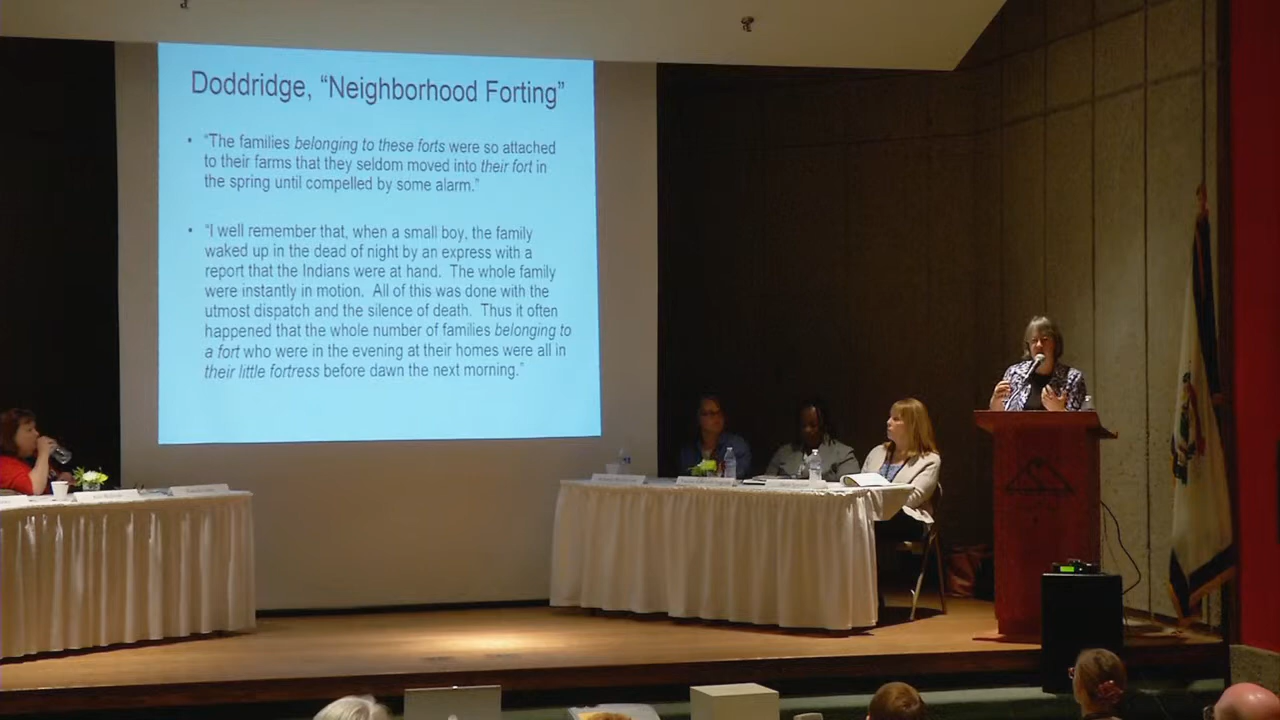 Doddridge, “Neighborhood Forting”
• “The families belonging to these forts were so attached
to their farms that they seldom moved into their fort in
the spring until compelled by some alarm.”
• “I well remember that, when a small boy, the family
waked up in the dead of night by an express with a
report that the Indians were at hand. The whole family
were instantly in motion. All of this was done with the
utmost dispatch and the silence of death. Thus it often
happened that the whole number of families belonging to
a fort who were in the evening at their homes were all in
their little fortress before dawn the next morning.”